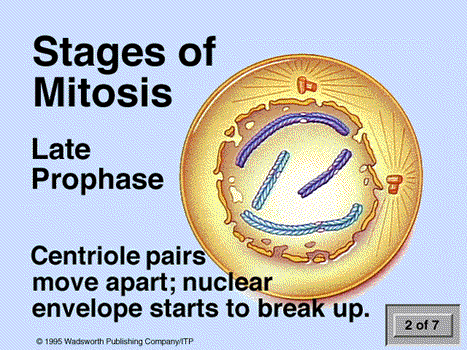 Stages of
Mitosis
Late
Prophase
Centriole pairs
move apart; nuclear
envelope starts to break up.
2 of 7
© 1995 Wadsworth Publishing Company/ITP